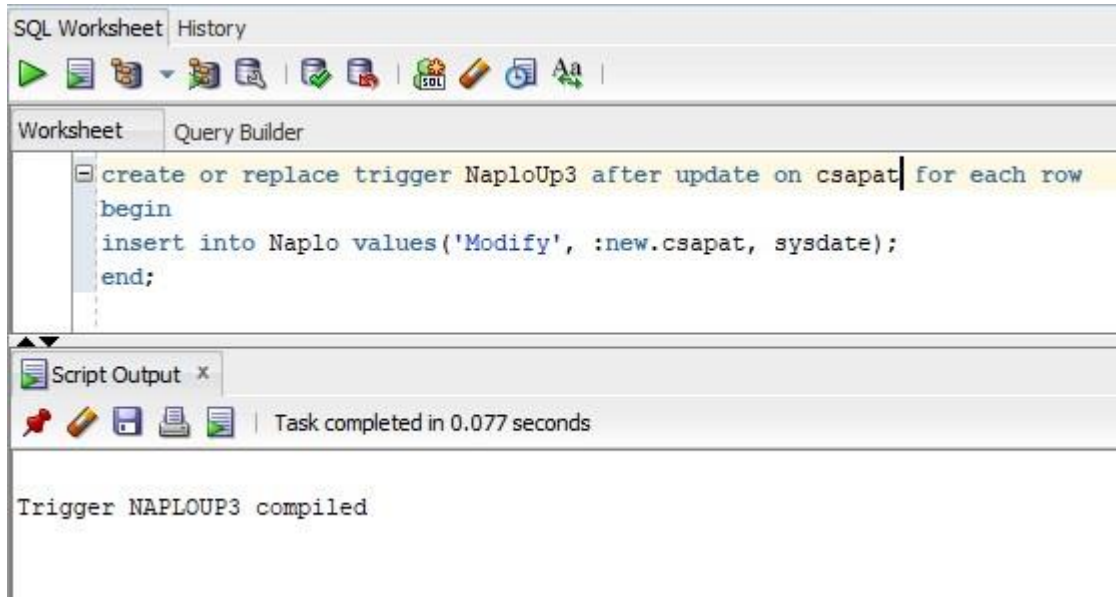 SQL Worksheet History
SQL
Aa
Worksheet Query Builder
create or replace trigger NaploUp3 after update on csapat for each row
begin
insert into Naplo values('Modify', :new.csapat, sysdate);
end;
Script Output x
Task completed in 0.077 seconds
Trigger NAPLOUP3 compiled